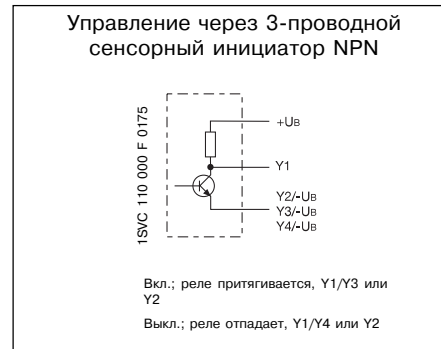 Управление через 3-проводной
сенсорный инициатор NPN
1SVC 110 000 F 0175
+UB
Y1
Y2/-UB
Y3/-UB
Y4/-UB
Вкл.; реле притягивается, Y1/Y3 или
Y2
Выкл.; реле отпадает, Y1/Y4 или Y2